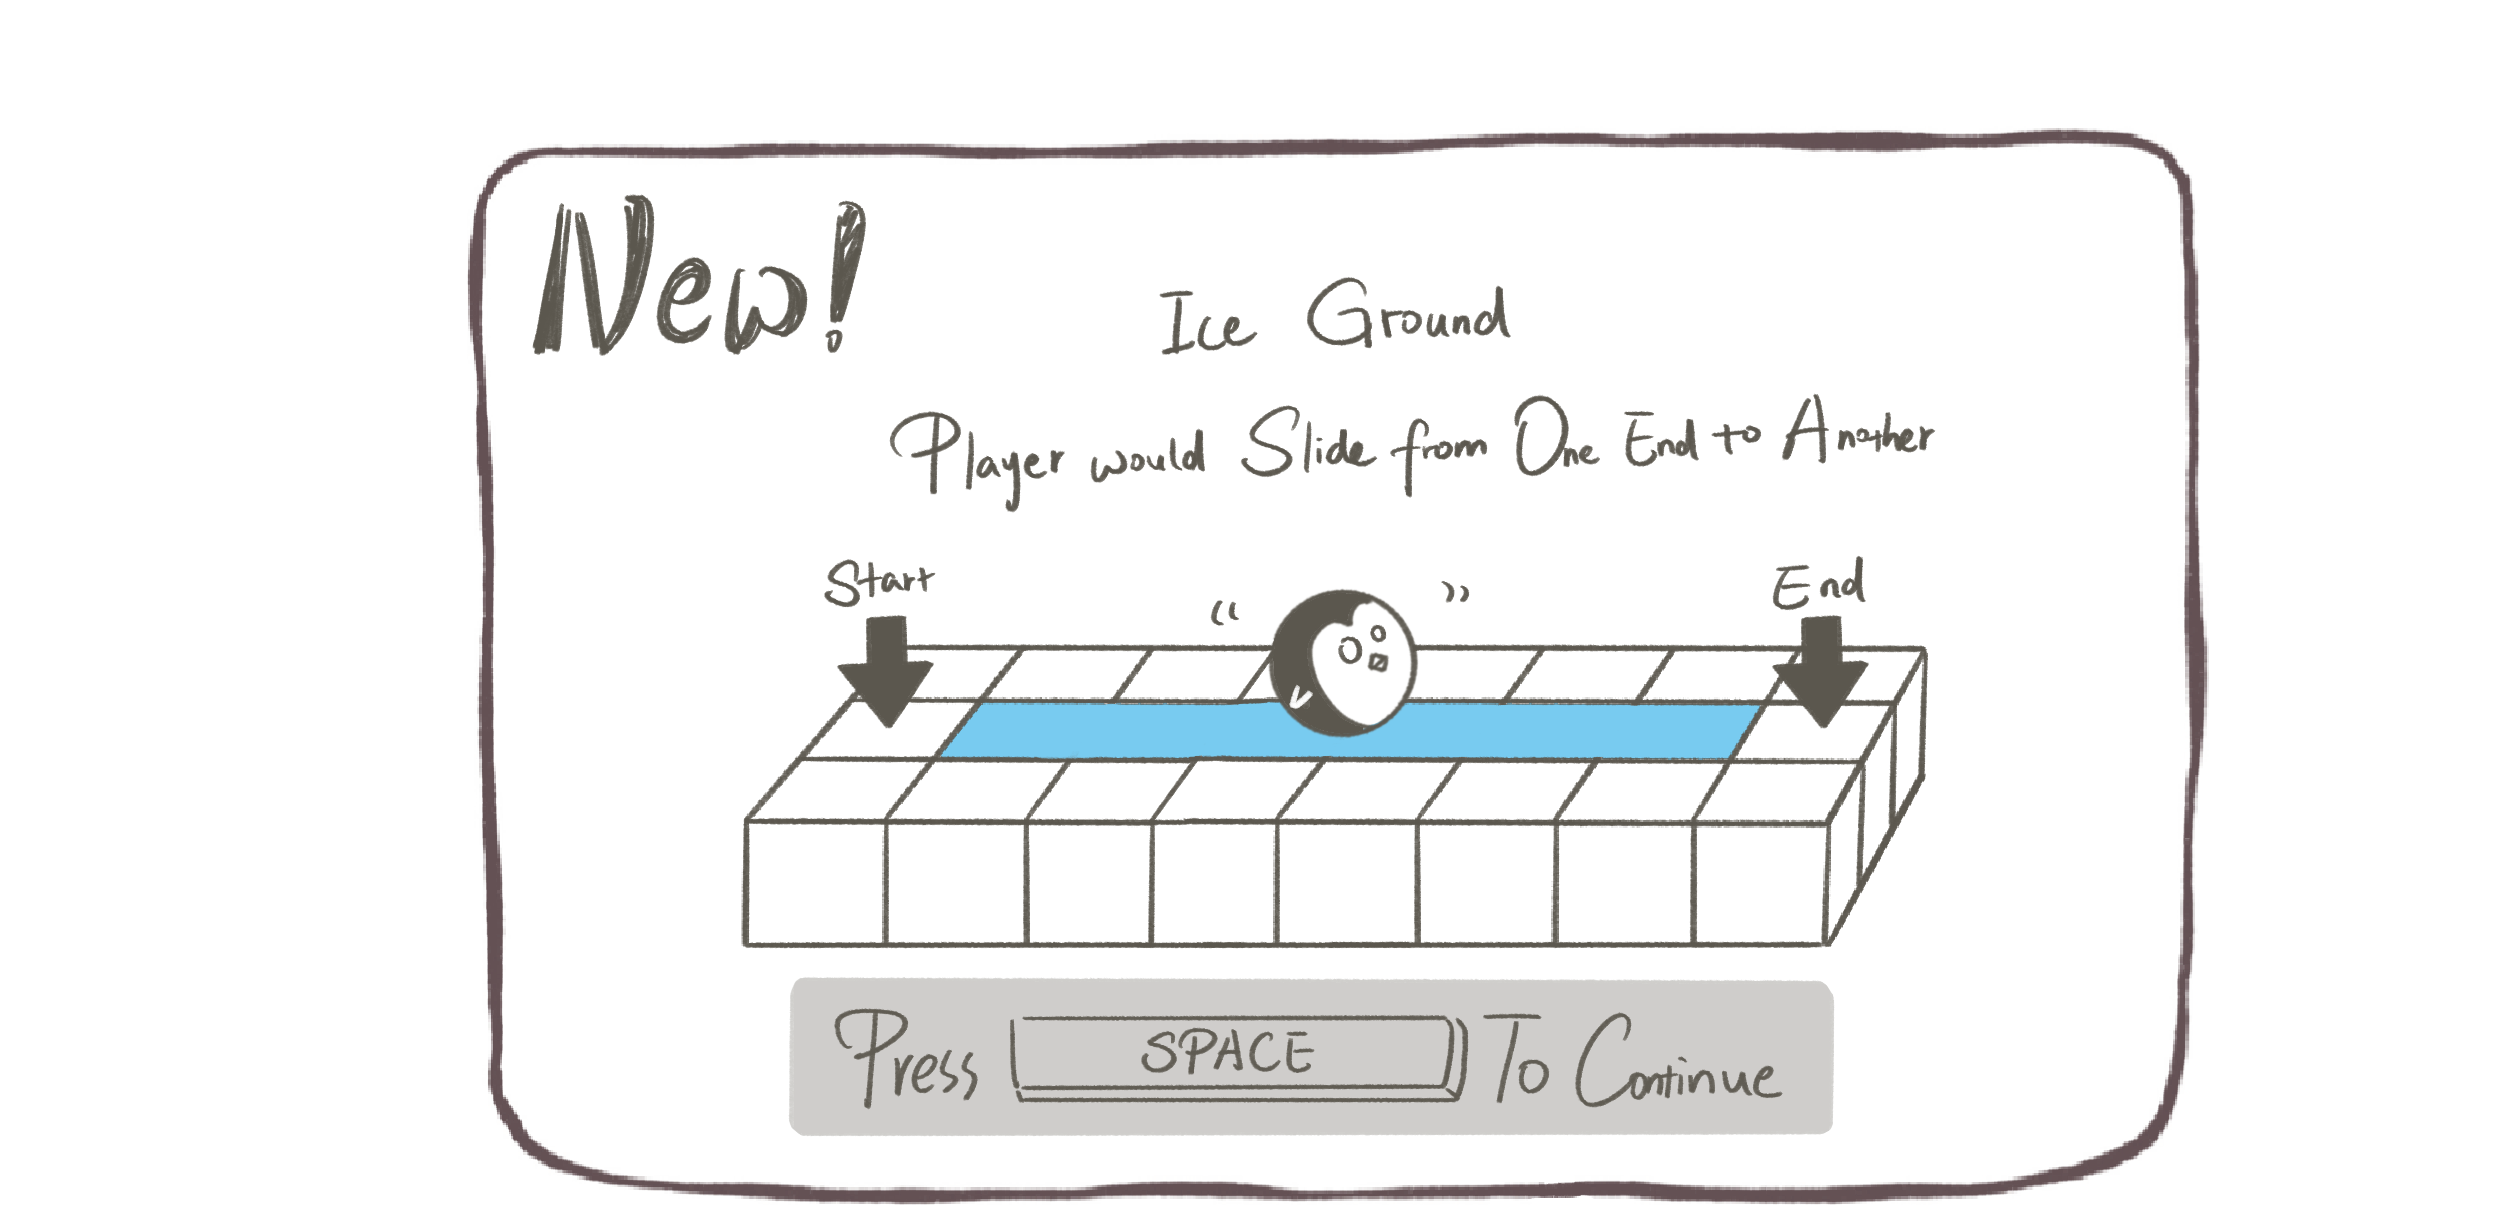 New!
Ice Ground
Player would Slide from One End to Another
Start
End
Press SPACE To Continue